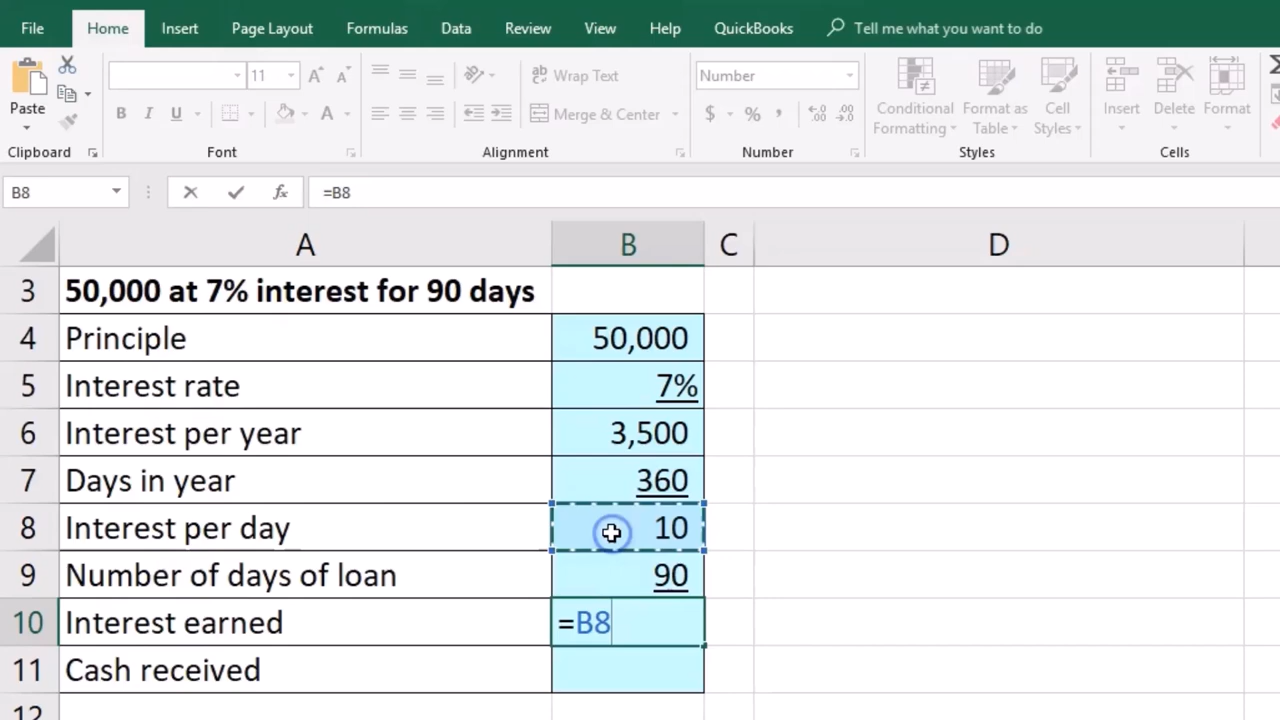 File Home Insert Page Layout Formulas Data Review View Help QuickBooks Tell me what you want to do
11 Wrap Text Number
Paste B I U Merge & Center $ % , Conditional Formatting Format as Table Cell Styles Insert Delete Format
Clipboard Font Alignment Number Styles Cells
B8 fx =B8
A B C D
3 50,000 at 7% interest for 90 days
4 Principle 50,000
5 Interest rate 7%
6 Interest per year 3,500
7 Days in year 360
8 Interest per day 10
9 Number of days of loan 90
10 Interest earned =B8
11 Cash received
12